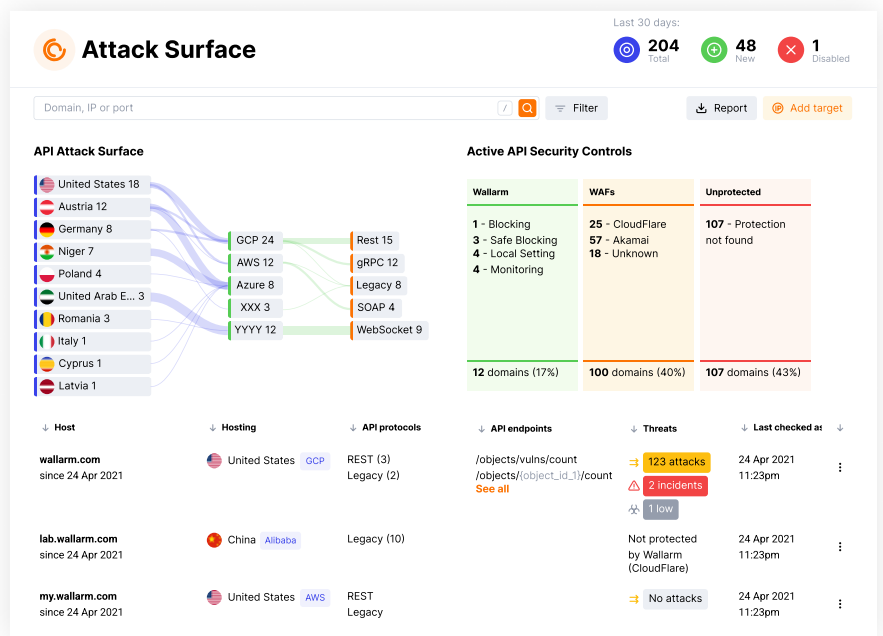 Attack Surface
Last 30 days:
204
Total
48
New
1
Disabled
Domain, IP or port
/
Filter
Report
IP
Add target
API Attack Surface
United States 18
Austria 12
Germany 8
Niger 7
Poland 4
United Arab E... 3
Romania 3
Italy 1
Cyprus 1
Latvia 1
GCP 24
AWS 12
Azure 8
XXX 3
YYYY 12
Rest 15
gRPC 12
Legacy 8
SOAP 4
WebSocket 9
Active API Security Controls
Wallarm
1 - Blocking
3 - Safe Blocking
4 - Local Setting
4 - Monitoring
12 domains (17%)
WAFs
25 - CloudFlare
57 - Akamai
18 - Unknown
100 domains (40%)
Unprotected
107 - Protection
not found
107 domains (43%)
Host
Hosting
API protocols
API endpoints
Threats
Last checked as
wallarm.com
since 24 Apr 2021
United States GCP
REST (3)
Legacy (2)
/objects/vulns/count
/objects/{object_id_1}/count
See all
123 attacks
2 incidents
1 low
24 Apr 2021
11:23pm
lab.wallarm.com
since 24 Apr 2021
China Alibaba
Legacy (10)
Not protected
by Wallarm
(CloudFlare)
24 Apr 2021
11:23pm
my.wallarm.com
since 24 Apr 2021
United States AWS
REST
Legacy
No attacks
24 Apr 2021
11:23pm